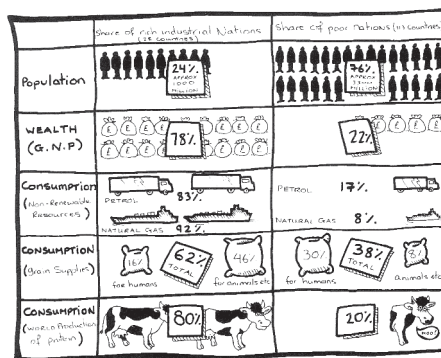 Share of rich industrial Nations
(25 countries)
Share of poor nations
Population
24%
APPROX
MILLION
76%
APPROX
MILLION
WEALTH
(G.N.P)
£ £ £ £ £ £ £ £
78%
22%
£ £ £ £
Consumption
(Non-Renewable
Resources)
PETROL 83%
NATURAL GAS 92%
PETROL 17%
NATURAL GAS 8%
CONSUMPTION
(Grain Supplies)
16%
for humans
62%
TOTAL
46%
for animals etc
30%
for humans
38%
TOTAL
8%
animals etc
CONSUMPTION
(World Production
of protein)
80%
20%
MOO!